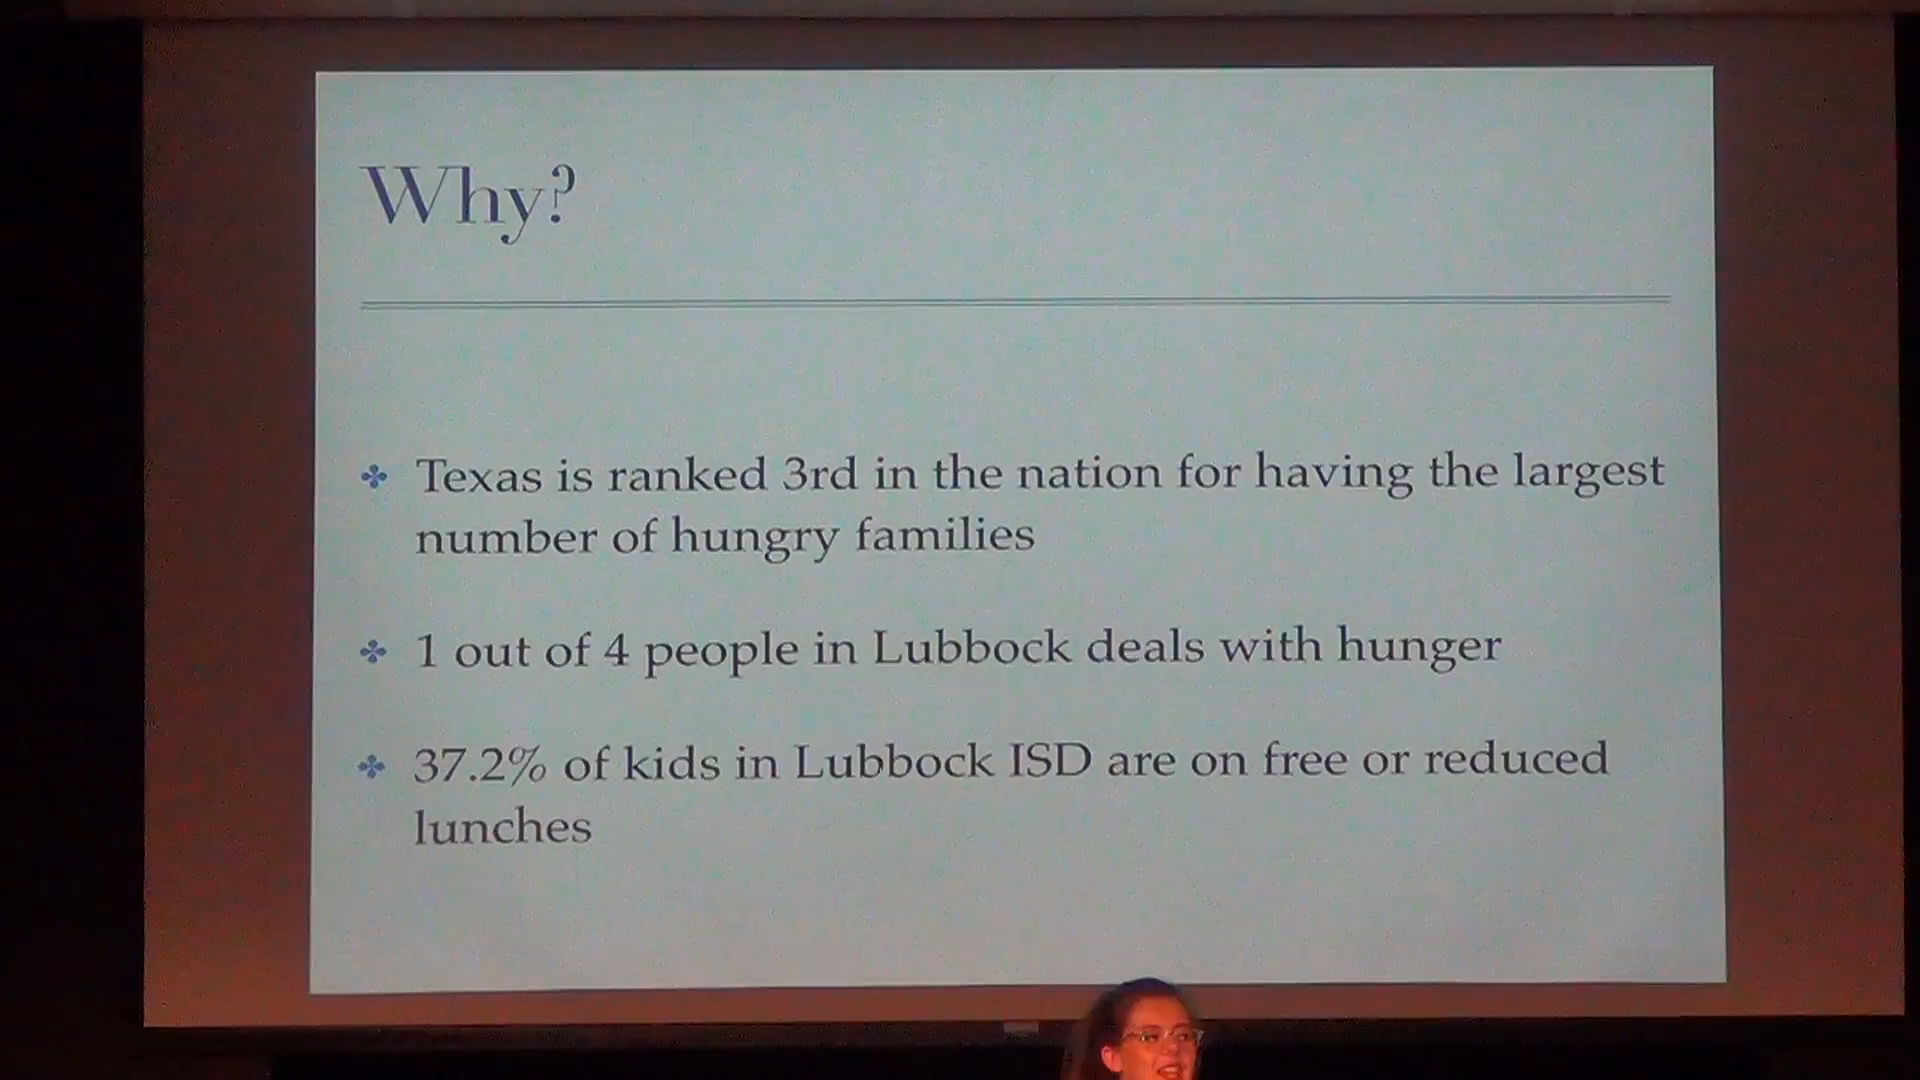 Why?
Texas is ranked 3rd in the nation for having the largest
number of hungry families
1 out of 4 people in Lubbock deals with hunger
37.2% of kids in Lubbock ISD are on free or reduced
lunches